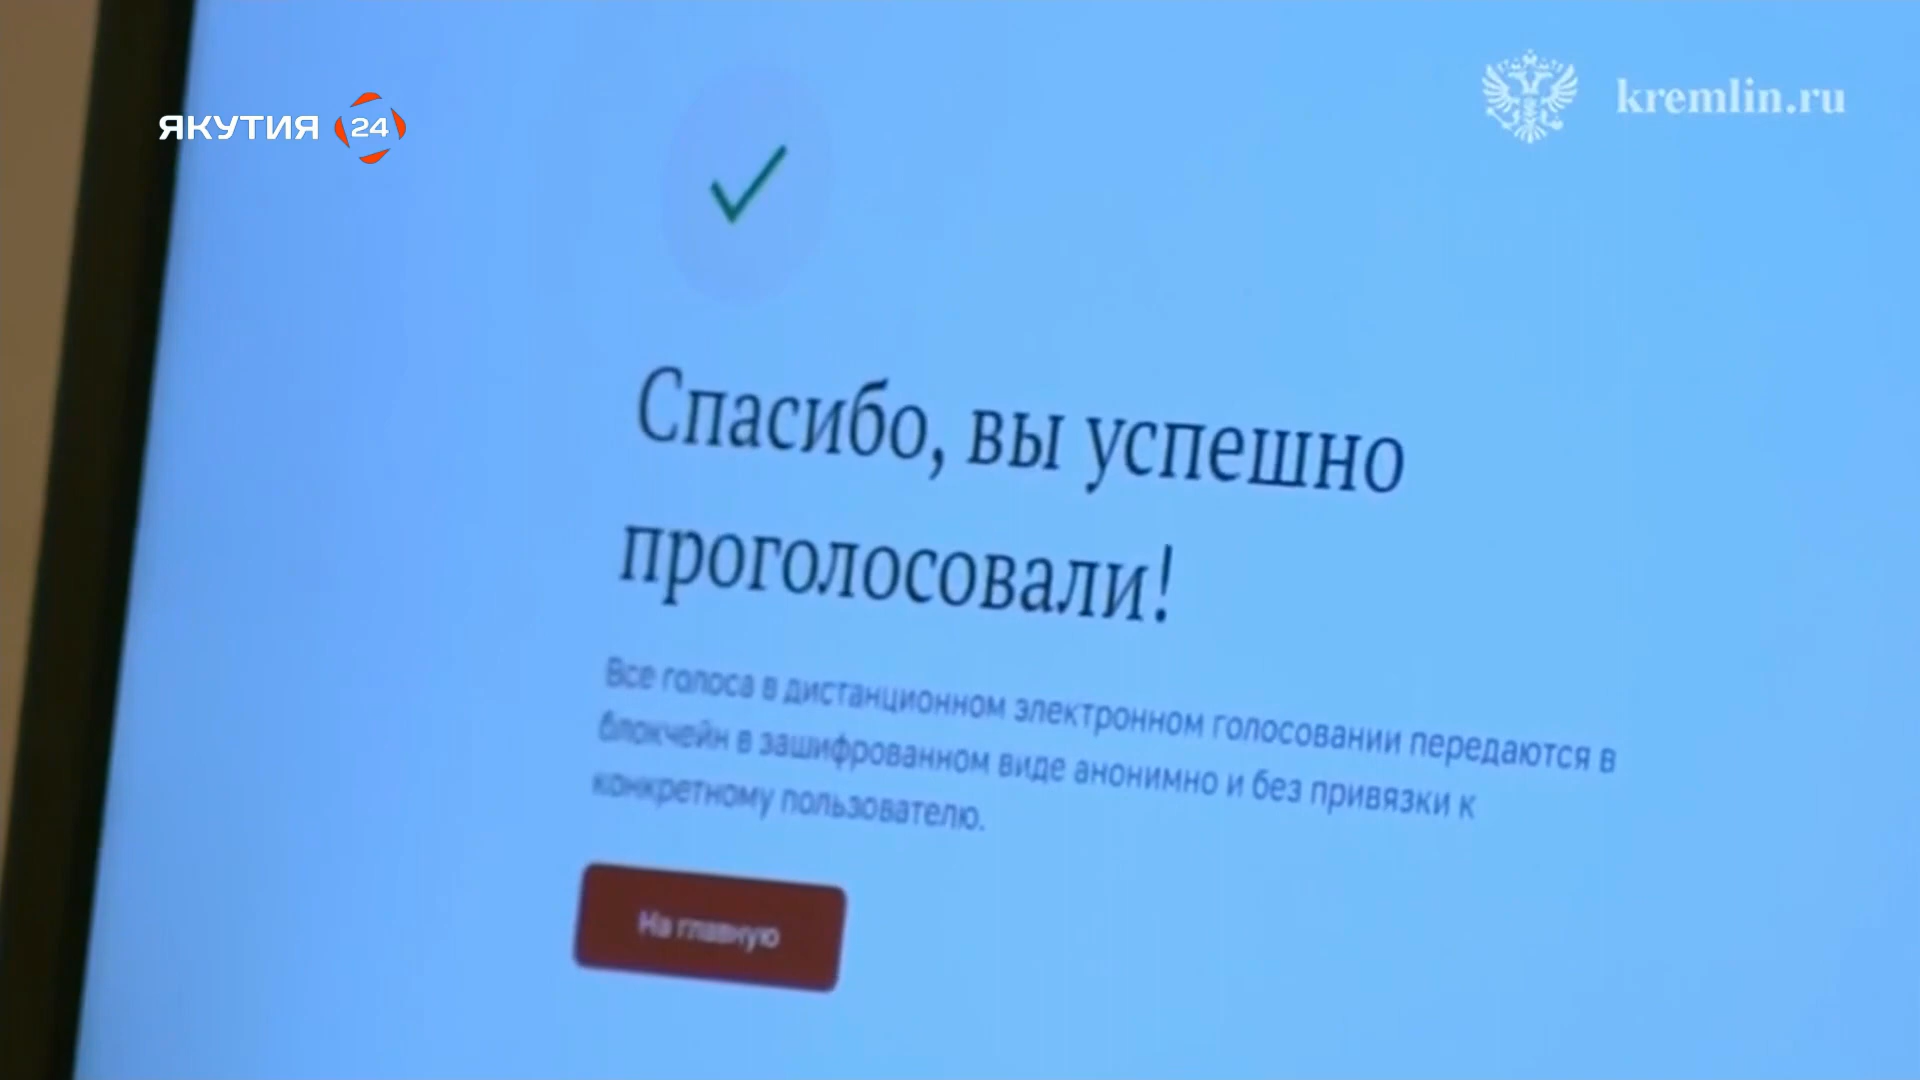 ЯКУТИЯ 24
kremlin.ru
Спасибо, вы успешно
проголосовали!
Все голоса в дистанционном электронном голосовании передаются в
блокчейн в зашифрованном виде анонимно и без привязки к
конкретному пользователю.
На главную